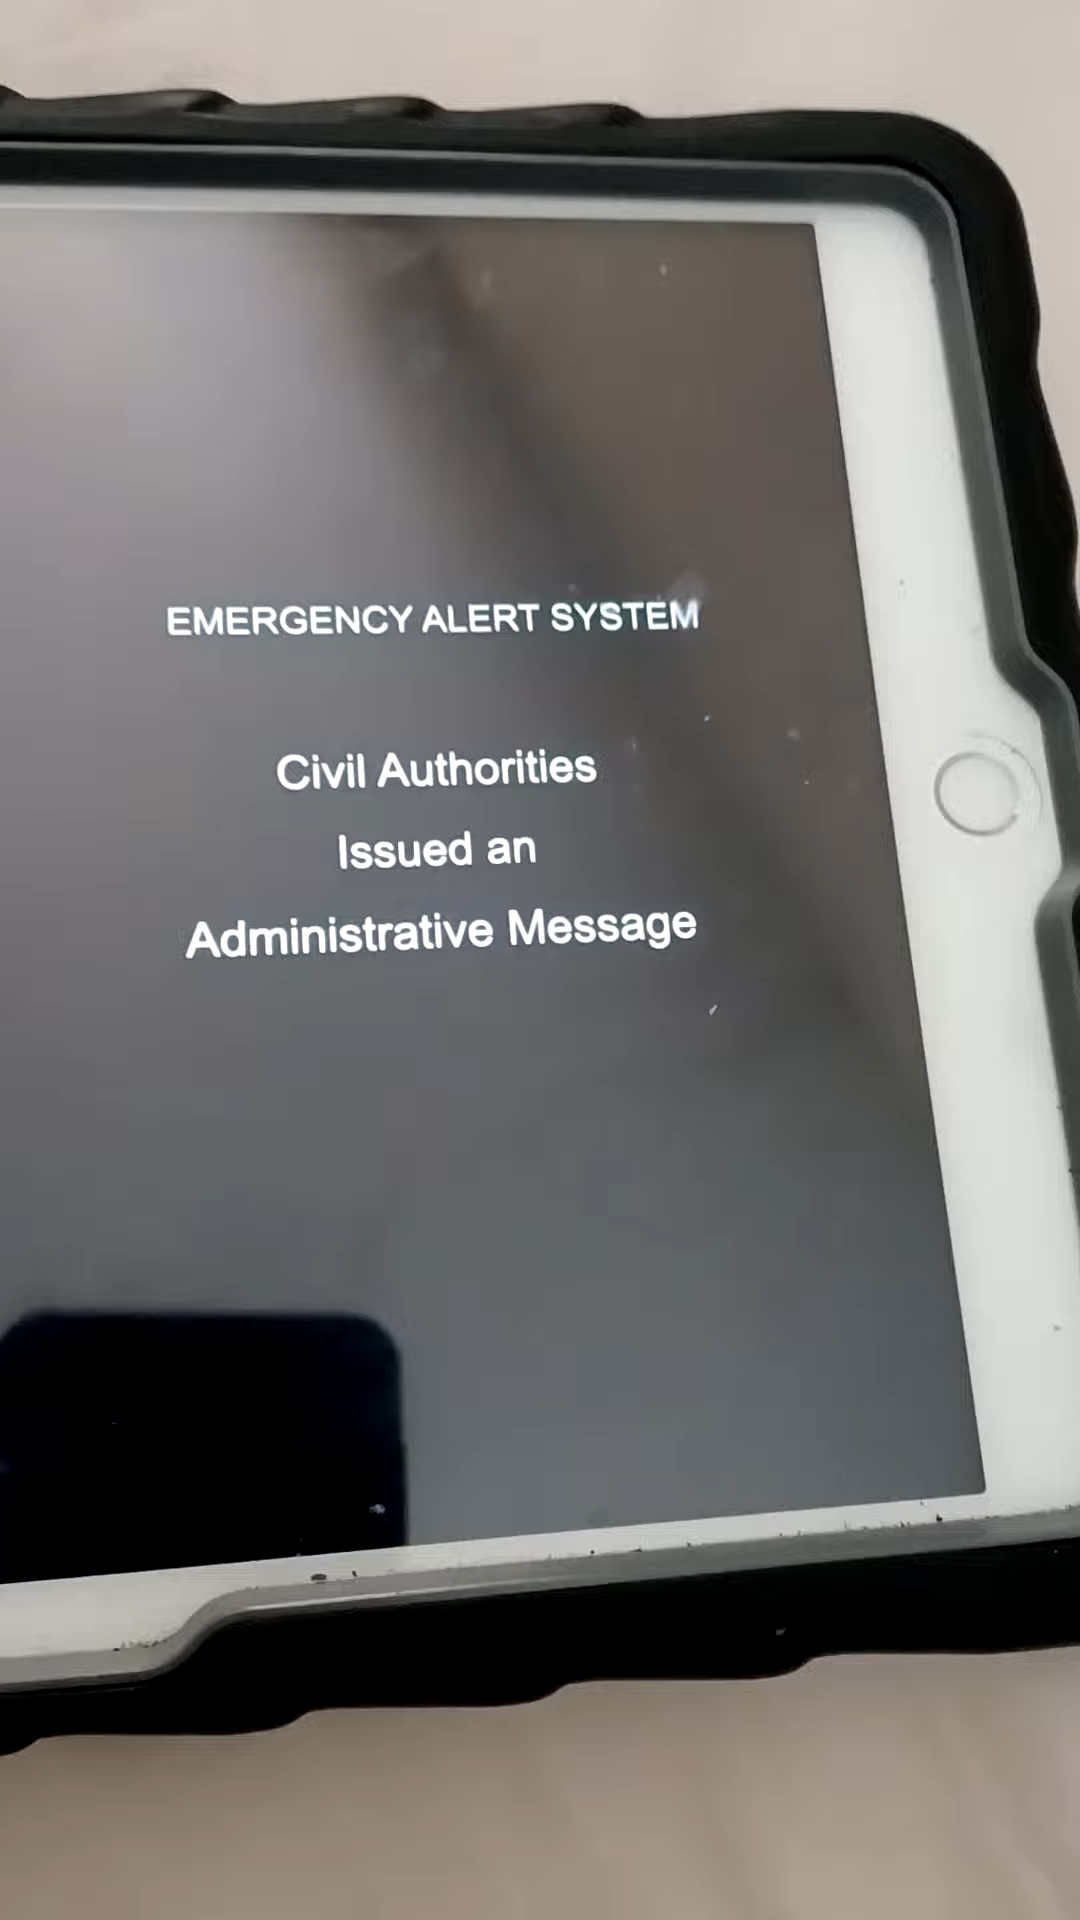 EMERGENCY ALERT SYSTEM
Civil Authorities
Issued an
Administrative Message